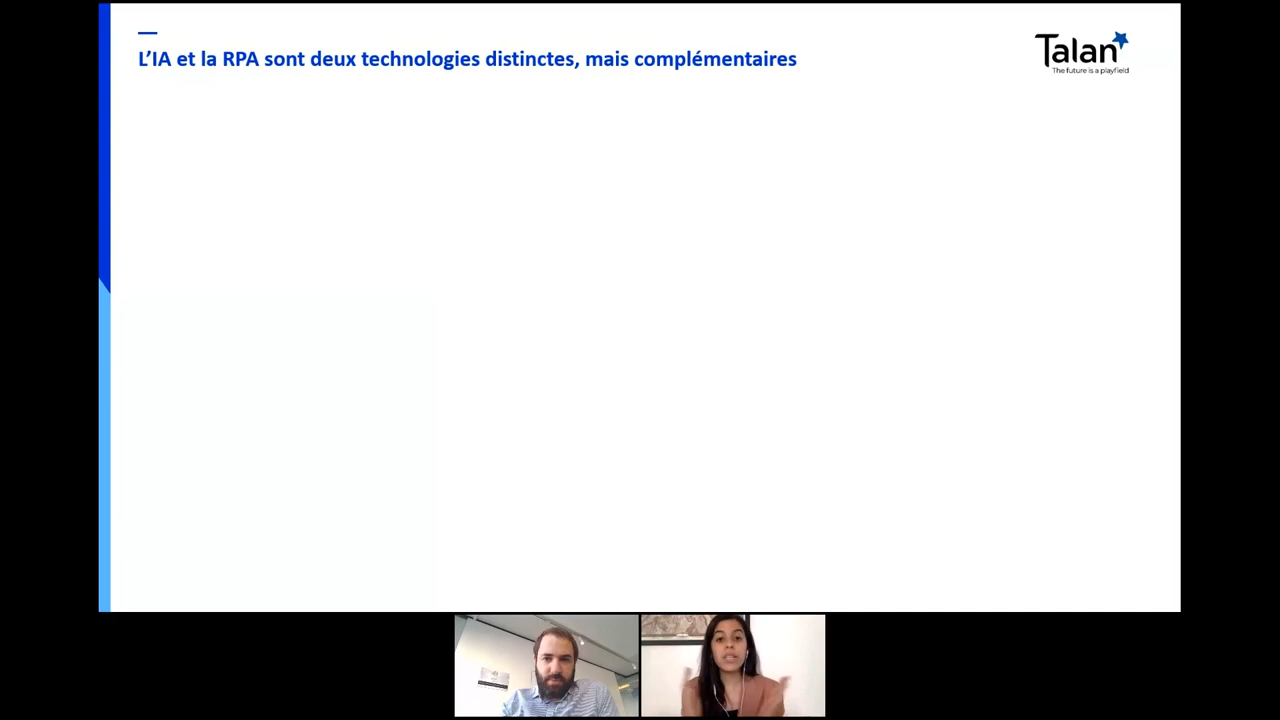 L'IA et la RPA sont deux technologies distinctes, mais complémentaires
Talan
The future is a playfield